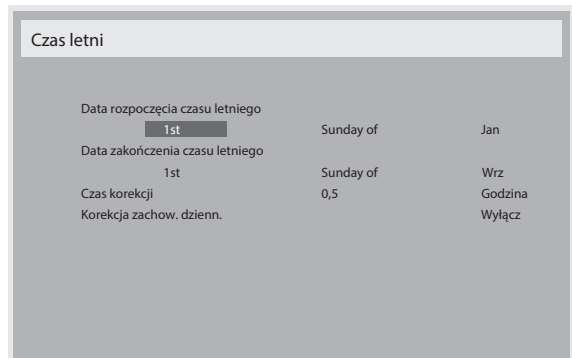 Czas letni
Data rozpoczęcia czasu letniego
1st Sunday of Jan
Data zakończenia czasu letniego
1st Sunday of Wrz
Czas korekcji 0,5 Godzina
Korekcja zachow. dzienn. Wyłącz